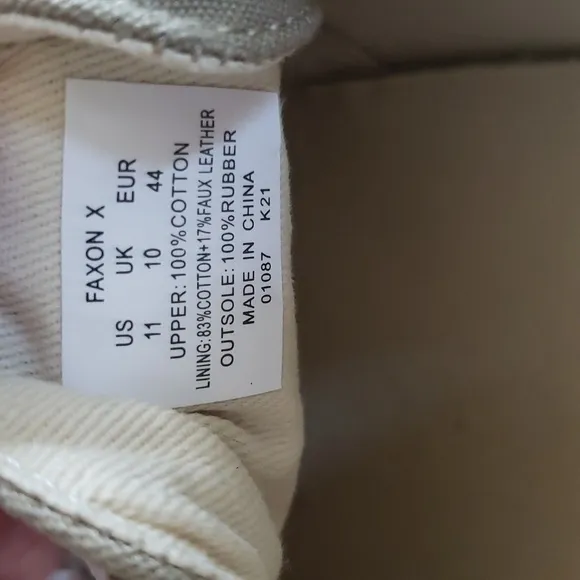 FAXON X
US UK EUR
11 10 44
UPPER: 100%COTTON
LINING:83%COTTON+17%FAUX LEATHER
OUTSOLE: 100%RUBBER
MADE IN CHINA
01087 K21